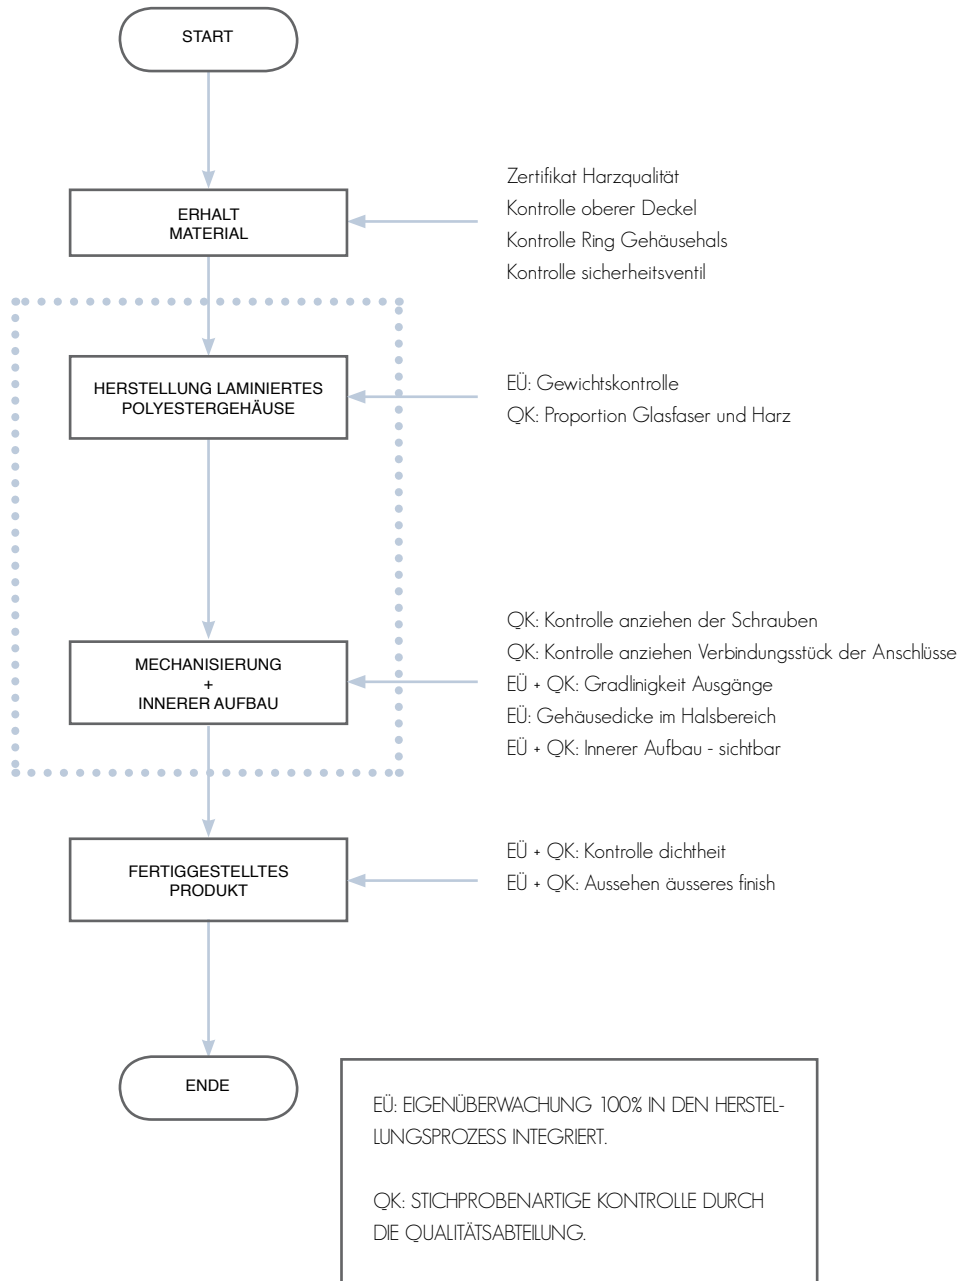 START
ERHALT
MATERIAL
Zertifikat Harzqualität
Kontrolle oberer Deckel
Kontrolle Ring Gehäusehals
Kontrolle sicherheitsventil
HERSTELLUNG LAMINIERTES
POLYESTERGEHÄUSE
EÜ: Gewichtskontrolle
QK: Proportion Glasfaser und Harz
MECHANISIERUNG
+
INNERER AUFBAU
QK: Kontrolle anziehen der Schrauben
QK: Kontrolle anziehen Verbindungsstück der Anschlüsse
EÜ + QK: Gradlinigkeit Ausgänge
EÜ: Gehäusedicke im Halsbereich
EÜ + QK: Innerer Aufbau - sichtbar
FERTIGGESTELLTES
PRODUKT
EÜ + QK: Kontrolle dichtheit
EÜ + QK: Aussehen äusseres finish
ENDE
EÜ: EIGENÜBERWACHUNG 100% IN DEN HERSTEL-
LUNGSPROZESS INTEGRIERT.
QK: STICHPROBENARTIGE KONTROLLE DURCH
DIE QUALITÄTSABTEILUNG.